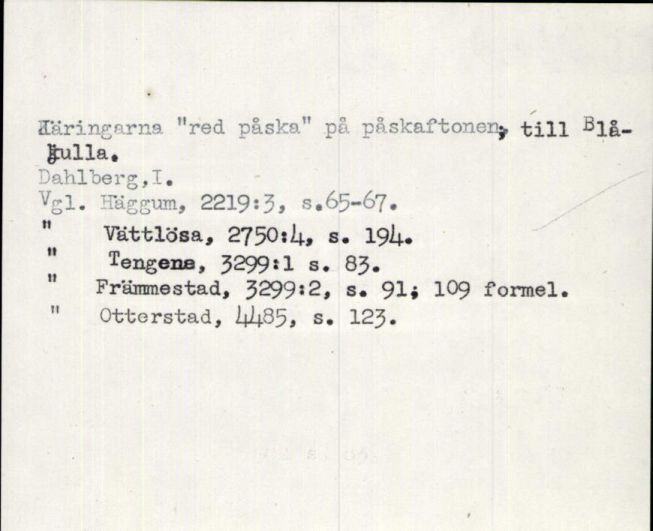 Käringarna "red påska" på påskaftonen, till Blå-
kulla.
Dahlberg,I.
Vgl. Häggum, 2219:3, s.65-67.
" Vättlösa, 2750:4, s. 194.
" Tengene, 3299:1 s. 83.
" Främmestad, 3299:2, s. 91; 109 formel.
" Otterstad, 4485, s. 123.